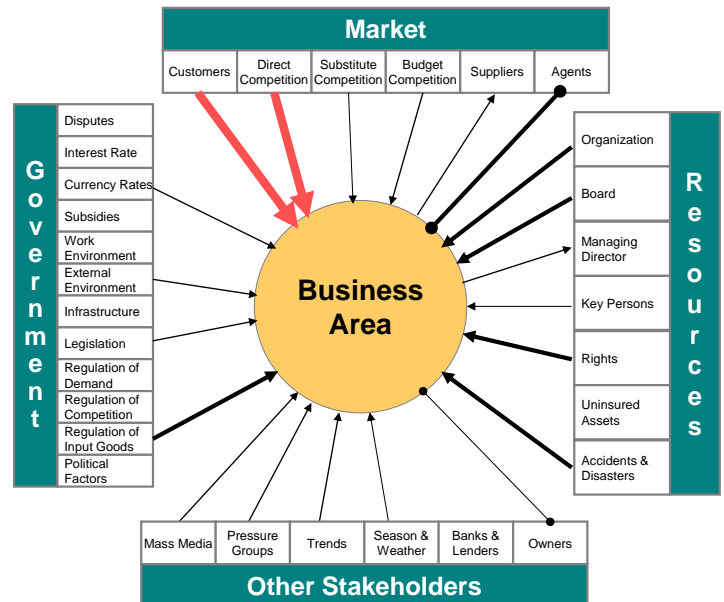 Market
Customers
Direct
Competition
Substitute
Competition
Budget
Competition
Suppliers
Agents
Government
Disputes
Interest Rate
Currency Rates
Subsidies
Work
Environment
External
Environment
Infrastructure
Legislation
Regulation of
Demand
Regulation of
Competition
Regulation of
Input Goods
Political
Factors
Business
Area
Organization
Board
Managing
Director
Key Persons
Rights
Uninsured
Assets
Accidents &
Disasters
Resources
Mass Media
Pressure
Groups
Trends
Season &
Weather
Banks &
Lenders
Owners
Other Stakeholders